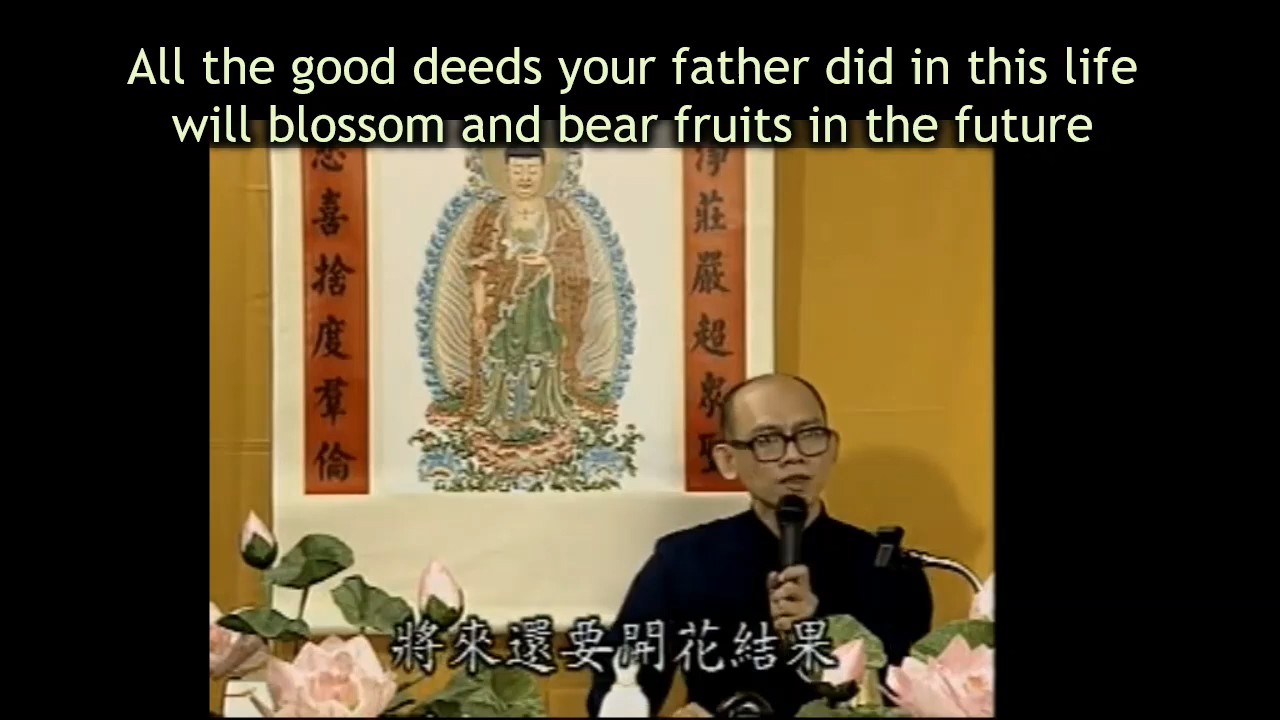 All the good deeds your father did in this life
will blossom and bear fruits in the future
淨莊嚴超
悲喜捨度羣倫
將來還要開花結果